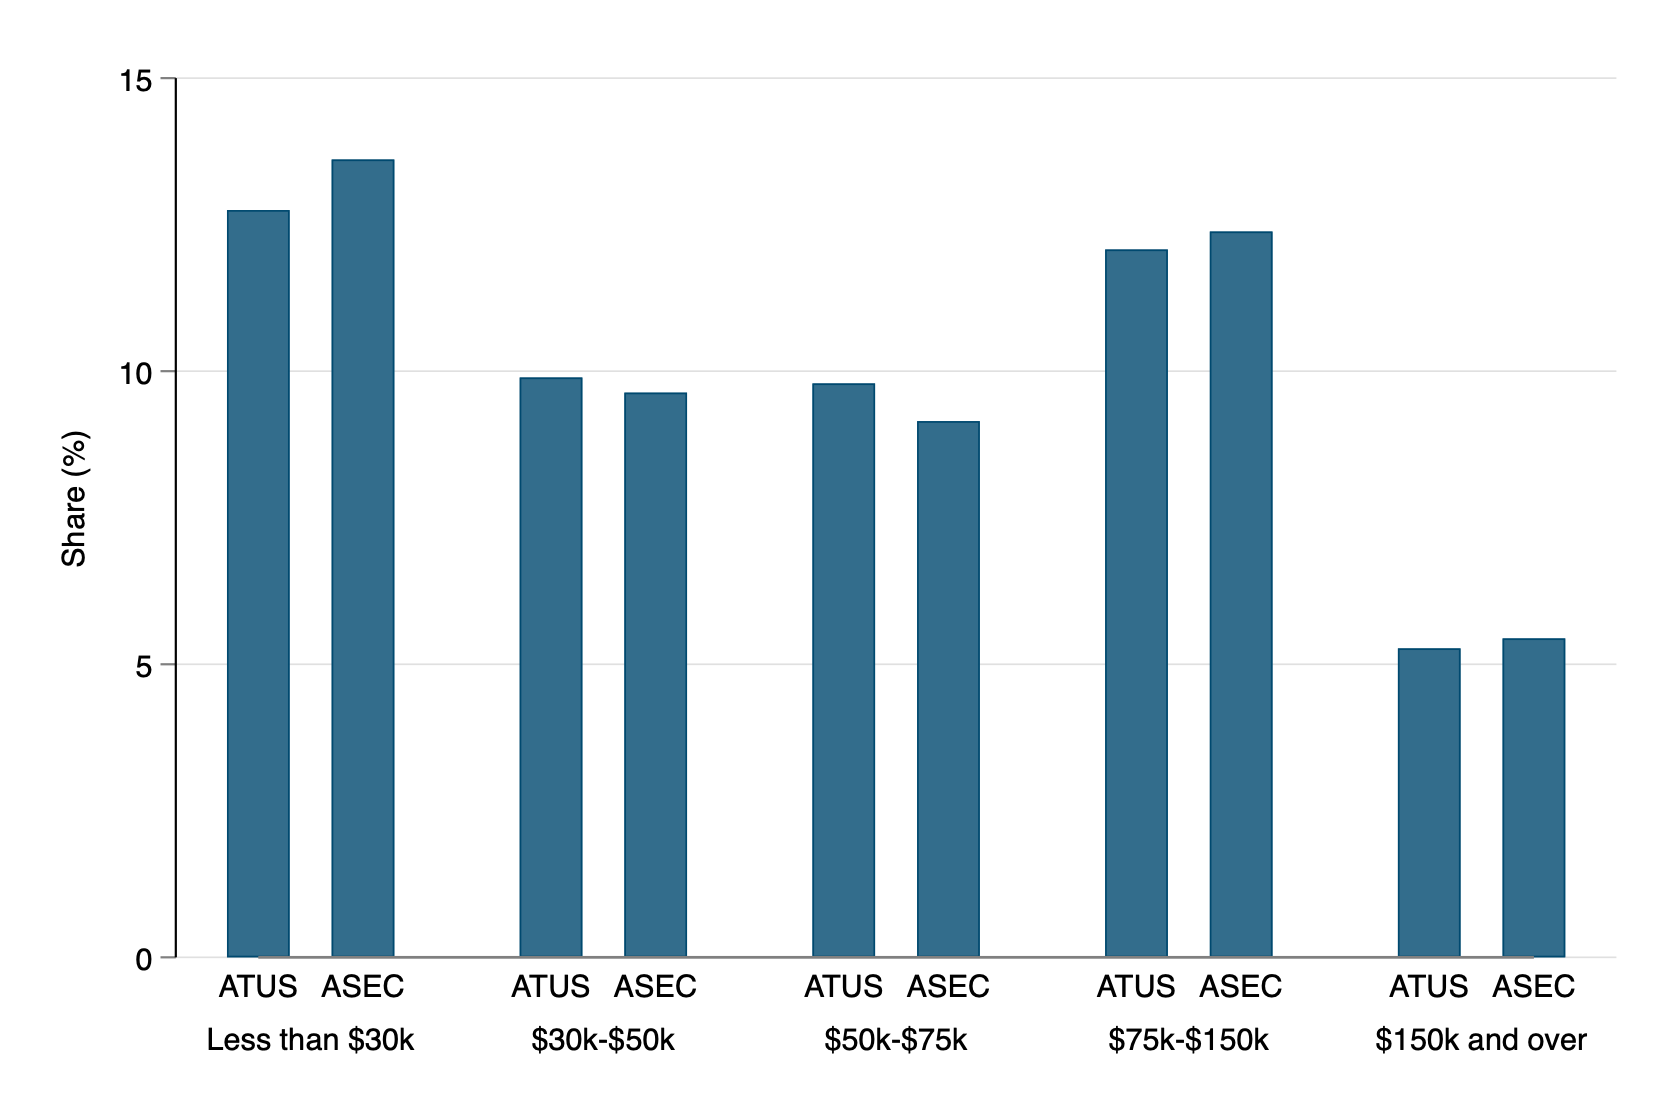 15
10
5
0
Share (%)
ATUS ASEC ATUS ASEC ATUS ASEC ATUS ASEC ATUS ASEC
Less than $30k $30k-$50k $50k-$75k $75k-$150k $150k and over